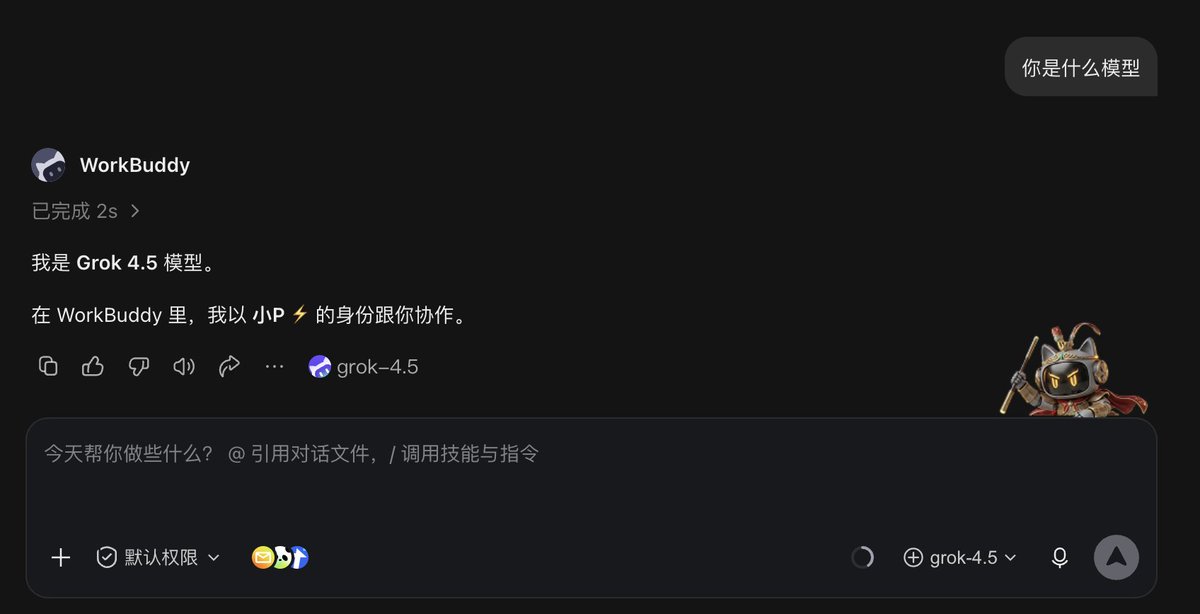 你是什么模型
WorkBuddy
已完成 2s
我是 Grok 4.5 模型。
在 WorkBuddy 里，我以 小P ⚡ 的身份跟你协作。
grok-4.5
今天帮你做些什么？ @ 引用对话文件，/ 调用技能与指令
默认权限
grok-4.5